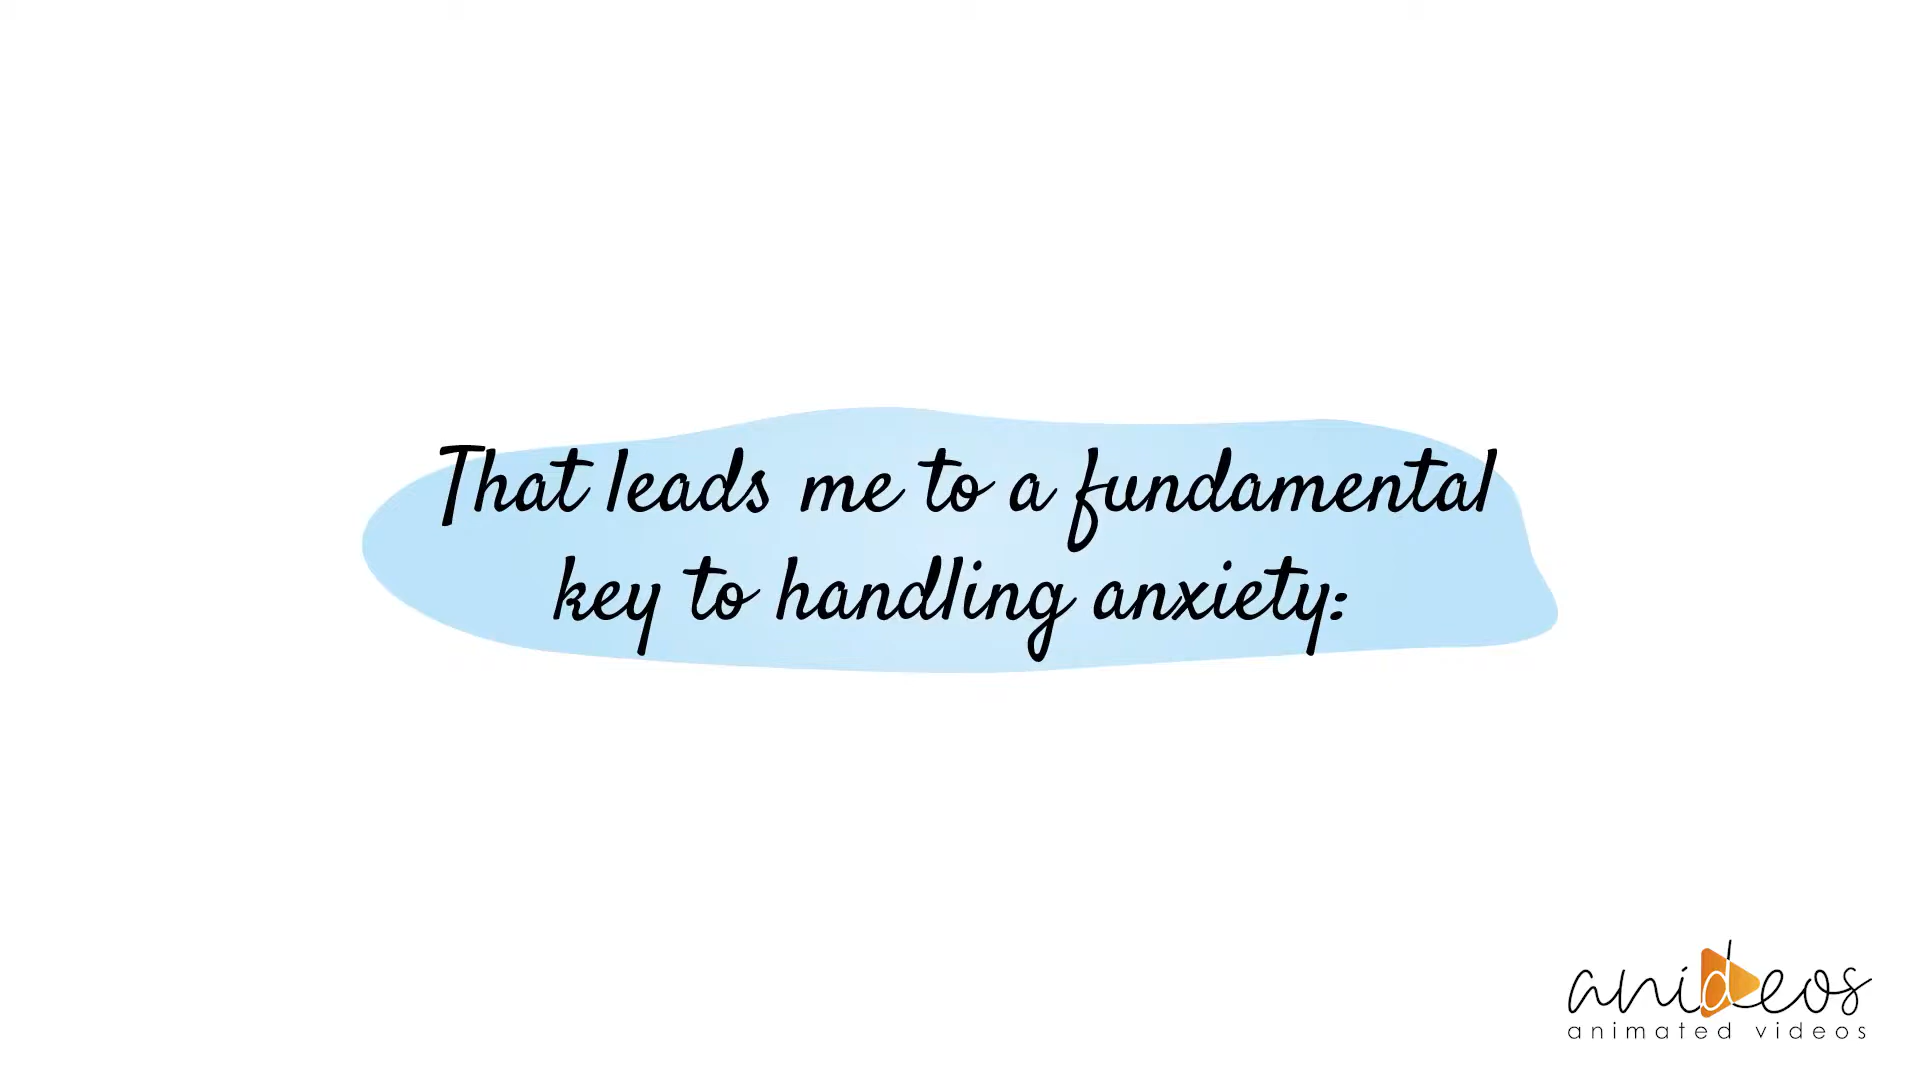 That leads me to a fundamental
key to handling anxiety:
anideos
animated videos